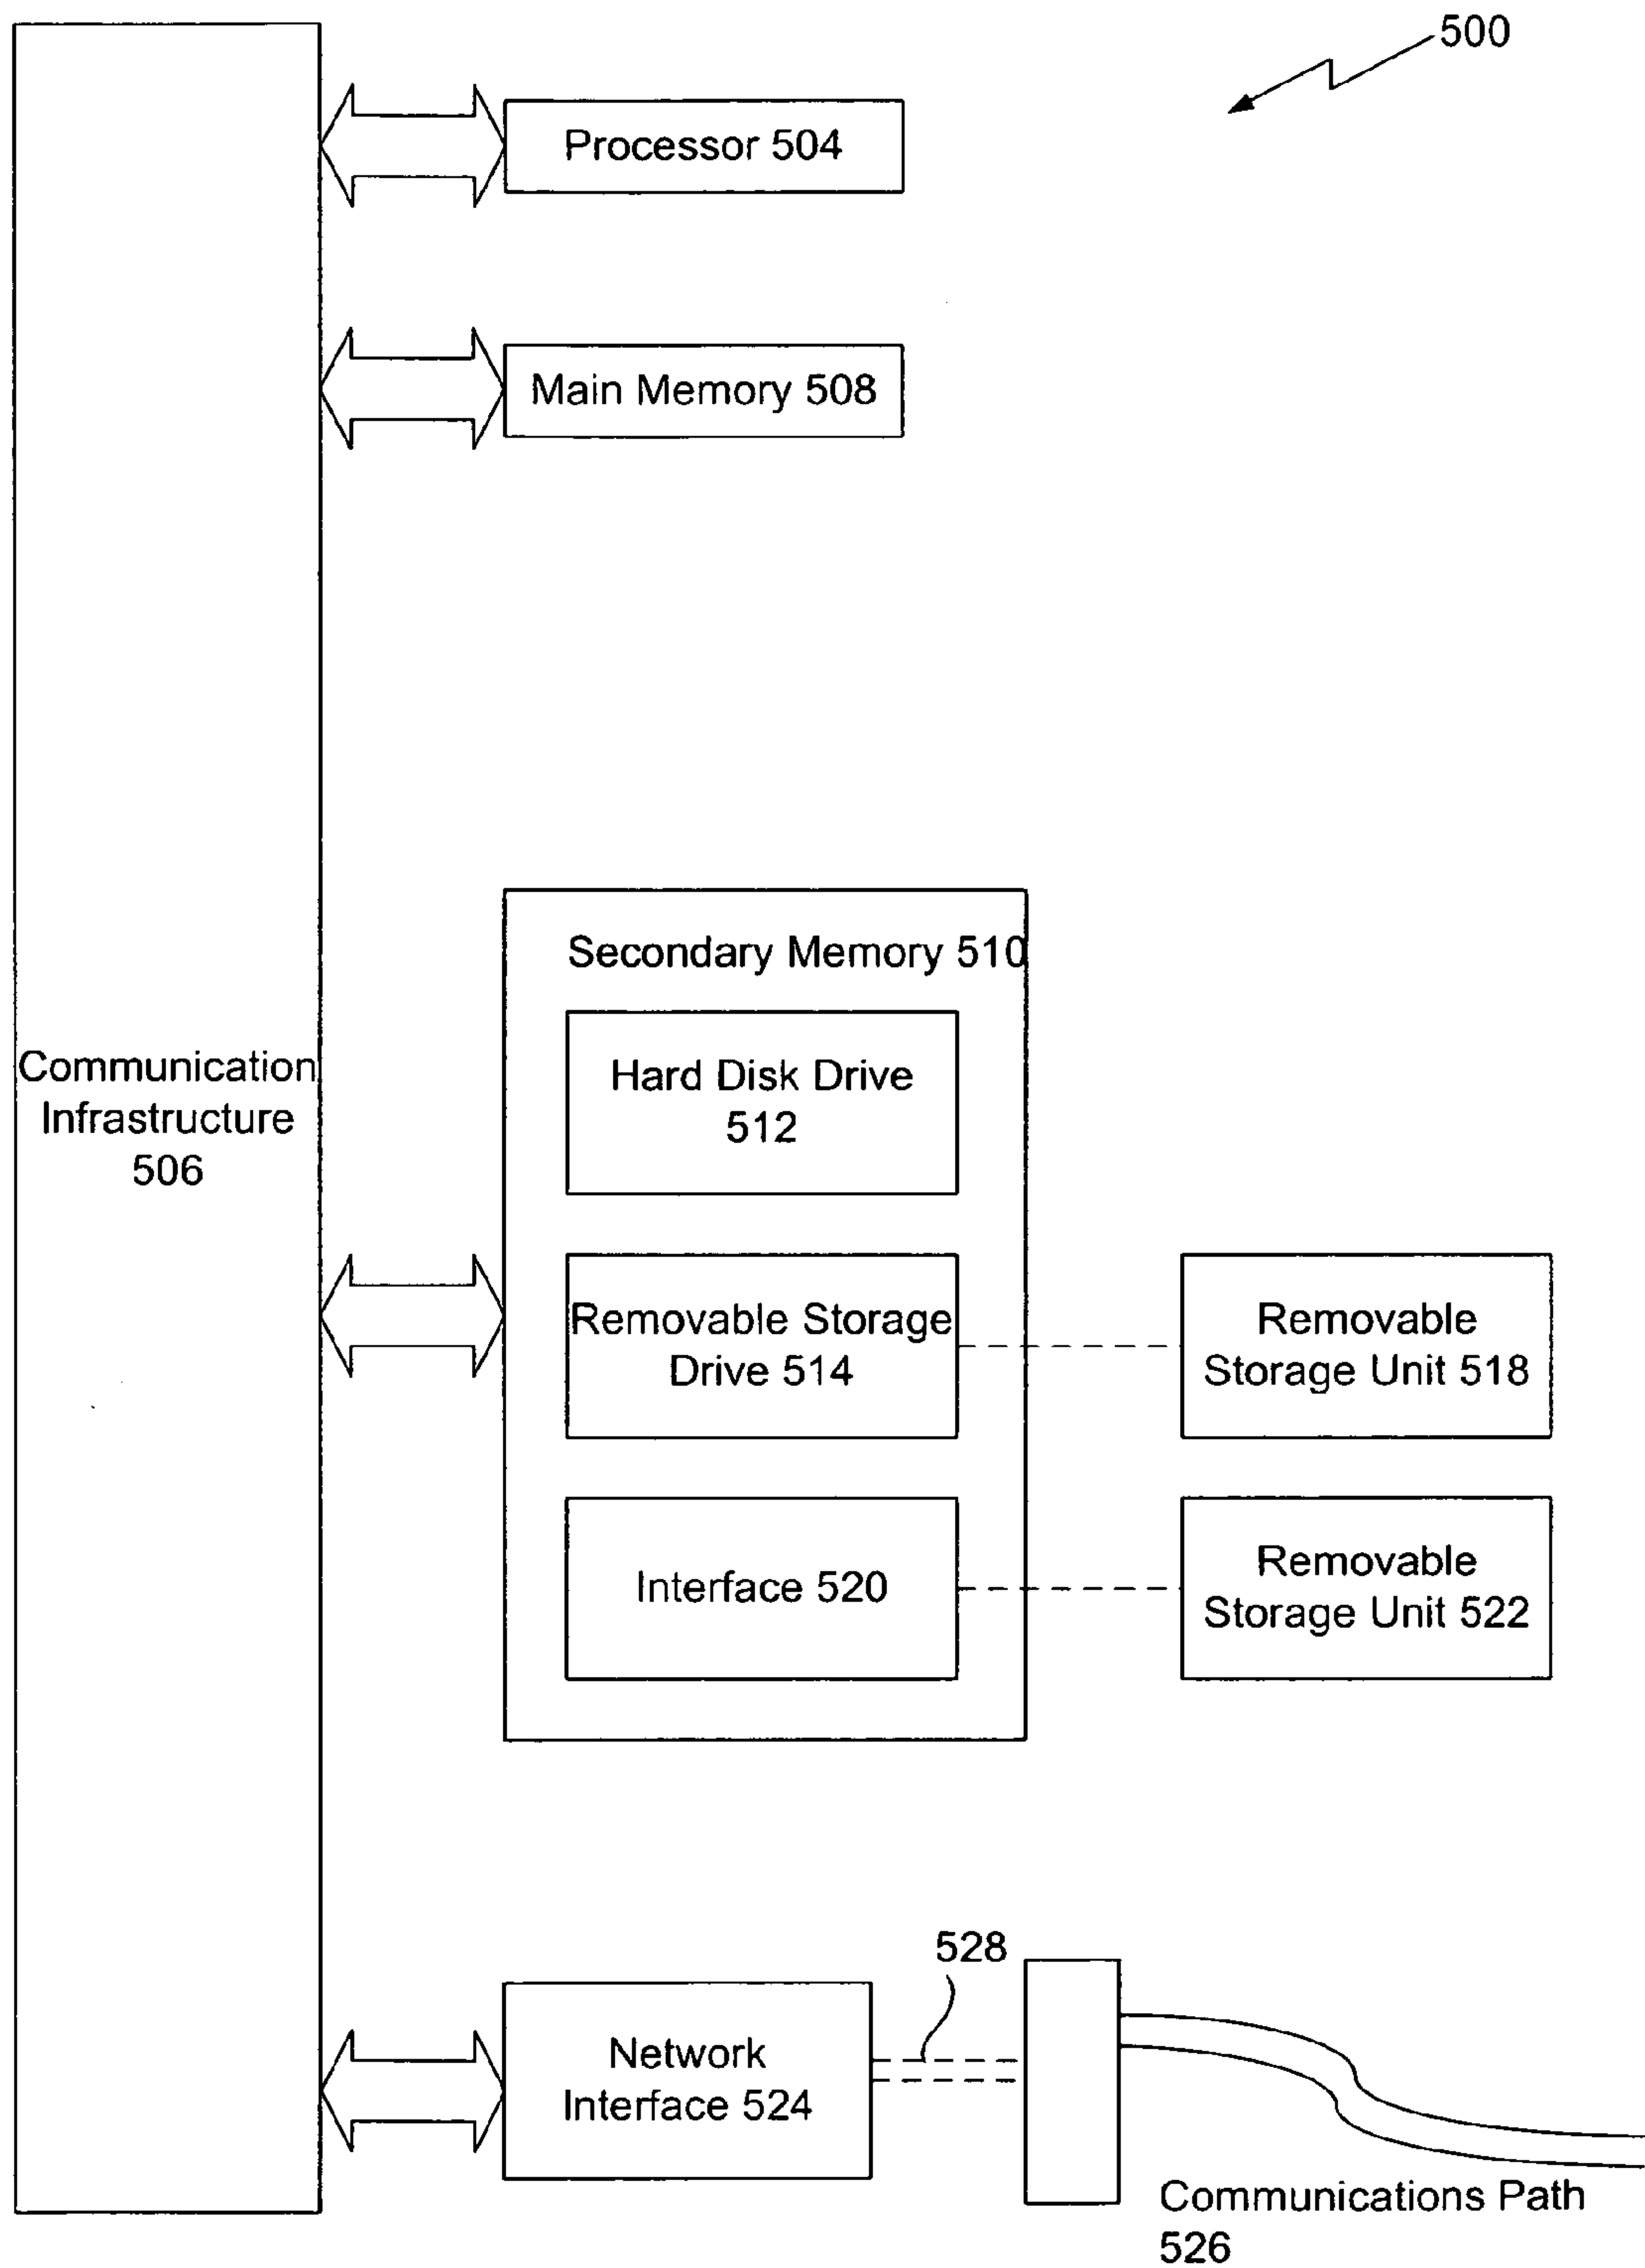 500
Processor 504
Main Memory 508
Secondary Memory 510
Hard Disk Drive
512
Communication
Infrastructure
506
Removable Storage
Drive 514
Removable
Storage Unit 518
Interface 520
Removable
Storage Unit 522
528
Network
Interface 524
Communications Path
526